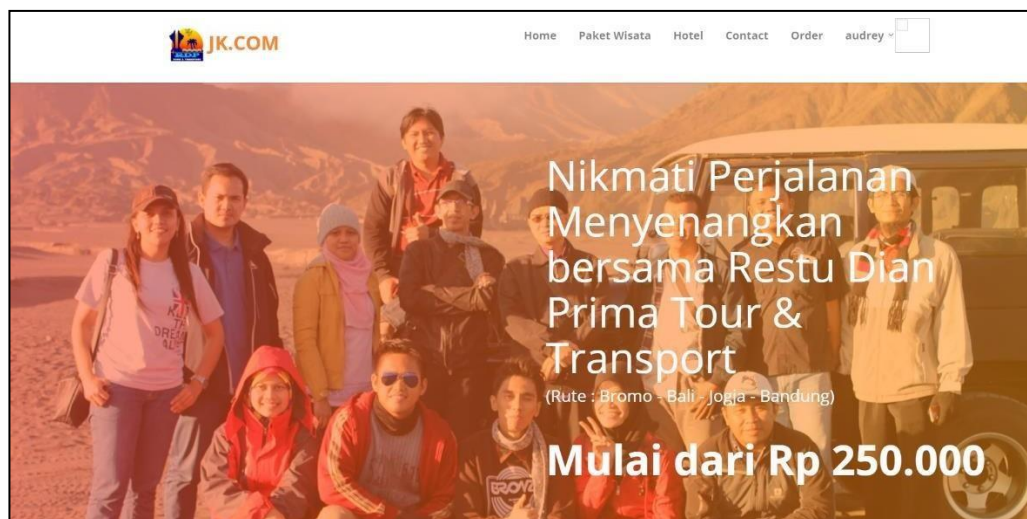 JK.COM
Home Paket Wisata Hotel Contact Order audrey
Nikmati Perjalanan
Menyenangkan
bersama Restu Dian
Prima Tour &
Transport
(Rute : Bromo - Bali - Jogja - Bandung)
Mulai dari Rp 250.000